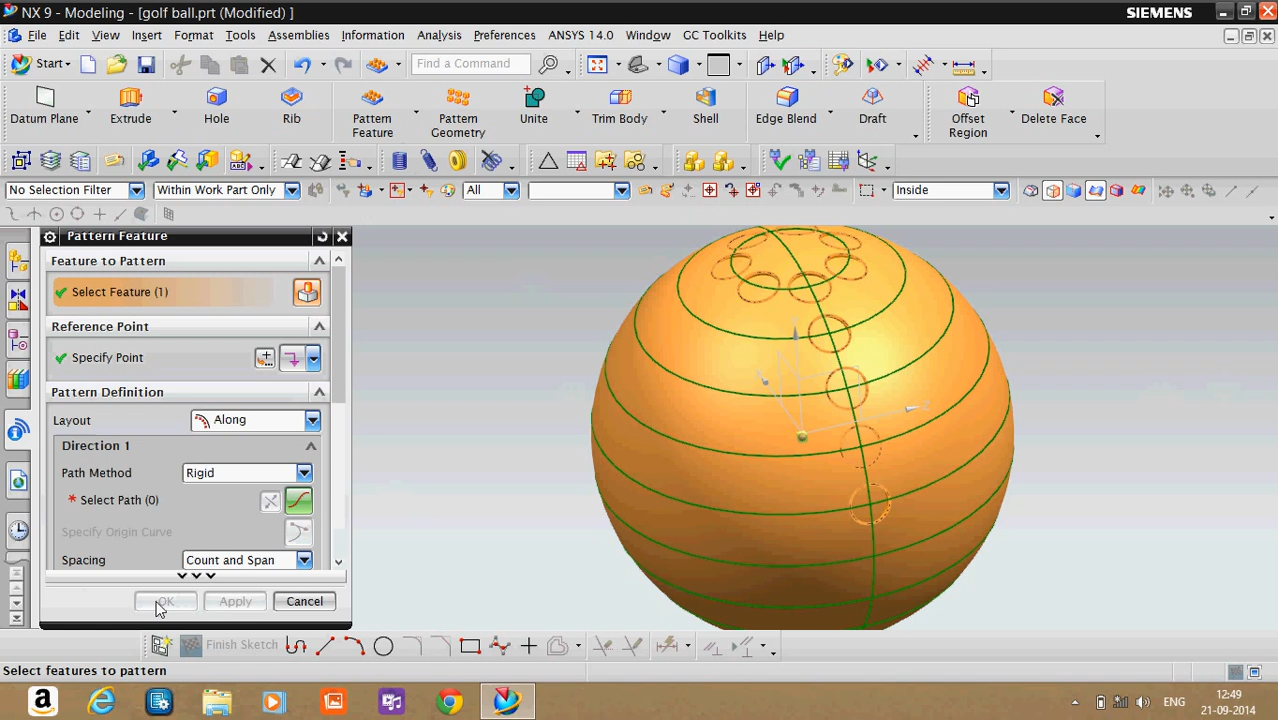 NX 9 - Modeling - [golf ball.prt (Modified) ]
SIEMENS
File Edit View Insert Format Tools Assemblies Information Analysis Preferences ANSYS 14.0 Window GC Toolkits Help
Start
Find a Command
Datum Plane
Extrude
Hole
Rib
Pattern Feature
Pattern Geometry
Unite
Trim Body
Shell
Edge Blend
Draft
Offset Region
Delete Face
No Selection Filter
Within Work Part Only
All
Inside
Pattern Feature
Feature to Pattern
Select Feature (1)
Reference Point
Specify Point
Pattern Definition
Layout
Along
Direction 1
Path Method
Rigid
* Select Path (0)
Specify Origin Curve
Spacing
Count and Span
OK
Apply
Cancel
Finish Sketch
Select features to pattern
ENG
12:49
21-09-2014